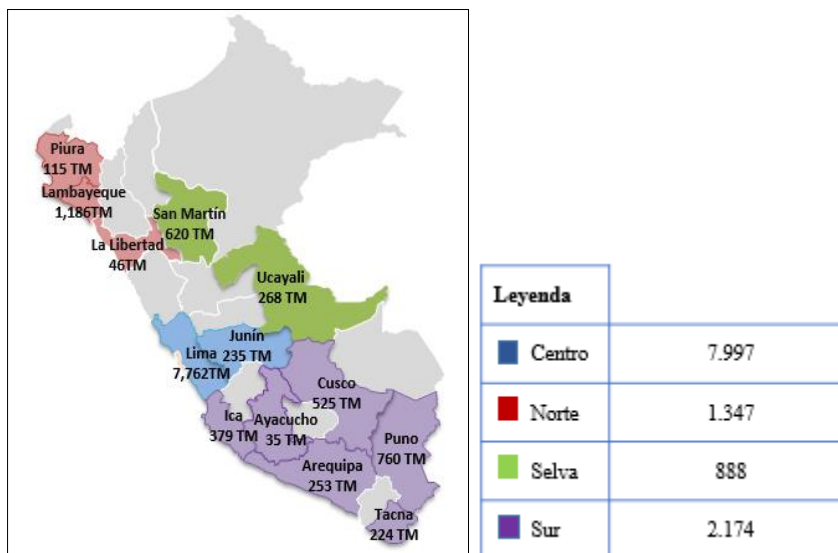 Piura
115 TM
Lambayeque
1,186TM
San Martín
620 TM
La Libertad
46TM
Ucayali
268 TM
Junín
235 TM
Lima
7,762TM
Cusco
525 TM
Ica
379 TM
Ayacucho
35 TM
Puno
760 TM
Arequipa
253 TM
Tacna
224 TM
Leyenda
Centro 7.997
Norte 1.347
Selva 888
Sur 2.174